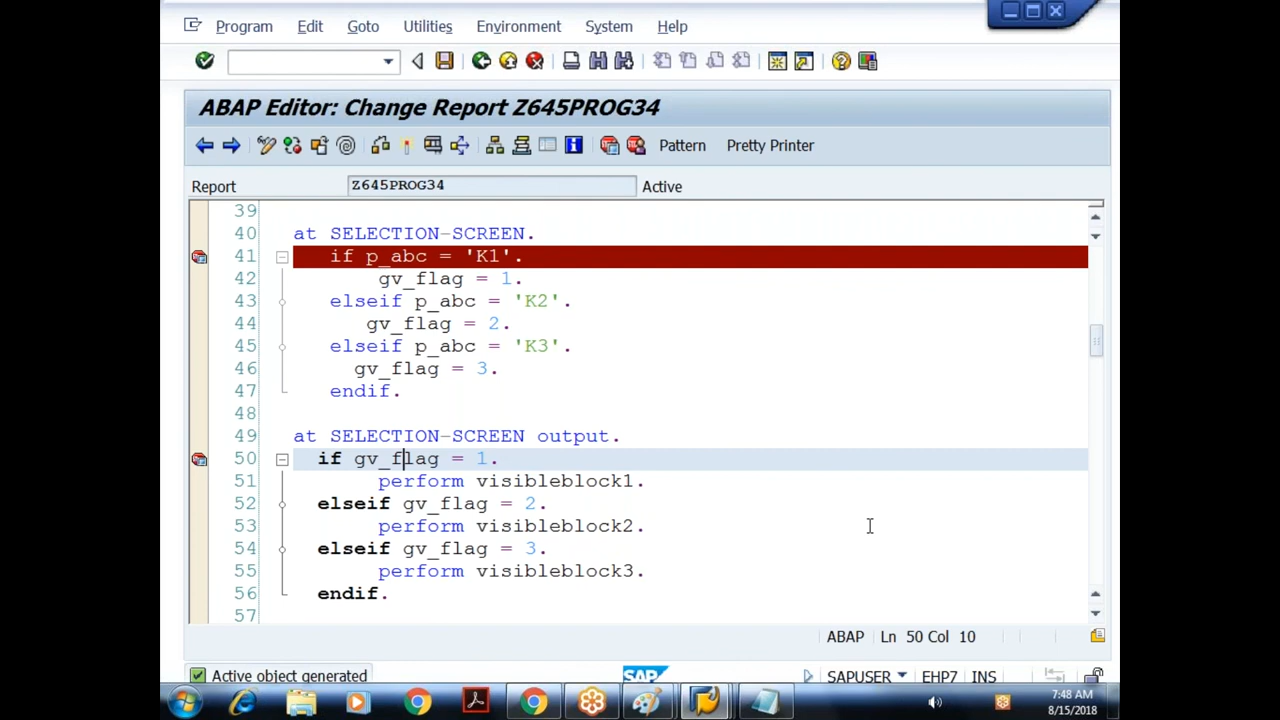 Program Edit Goto Utilities Environment System Help
ABAP Editor: Change Report Z645PROG34
Pattern Pretty Printer
Report Z645PROG34 Active
39
40 at SELECTION-SCREEN.
41 if p_abc = 'K1'.
42 gv_flag = 1.
43 elseif p_abc = 'K2'.
44 gv_flag = 2.
45 elseif p_abc = 'K3'.
46 gv_flag = 3.
47 endif.
48
49 at SELECTION-SCREEN output.
50 if gv_flag = 1.
51 perform visibleblock1.
52 elseif gv_flag = 2.
53 perform visibleblock2.
54 elseif gv_flag = 3.
55 perform visibleblock3.
56 endif.
57
ABAP Ln 50 Col 10
Active object generated SAP SAPUSER EHP7 INS
7:48 AM
8/15/2018